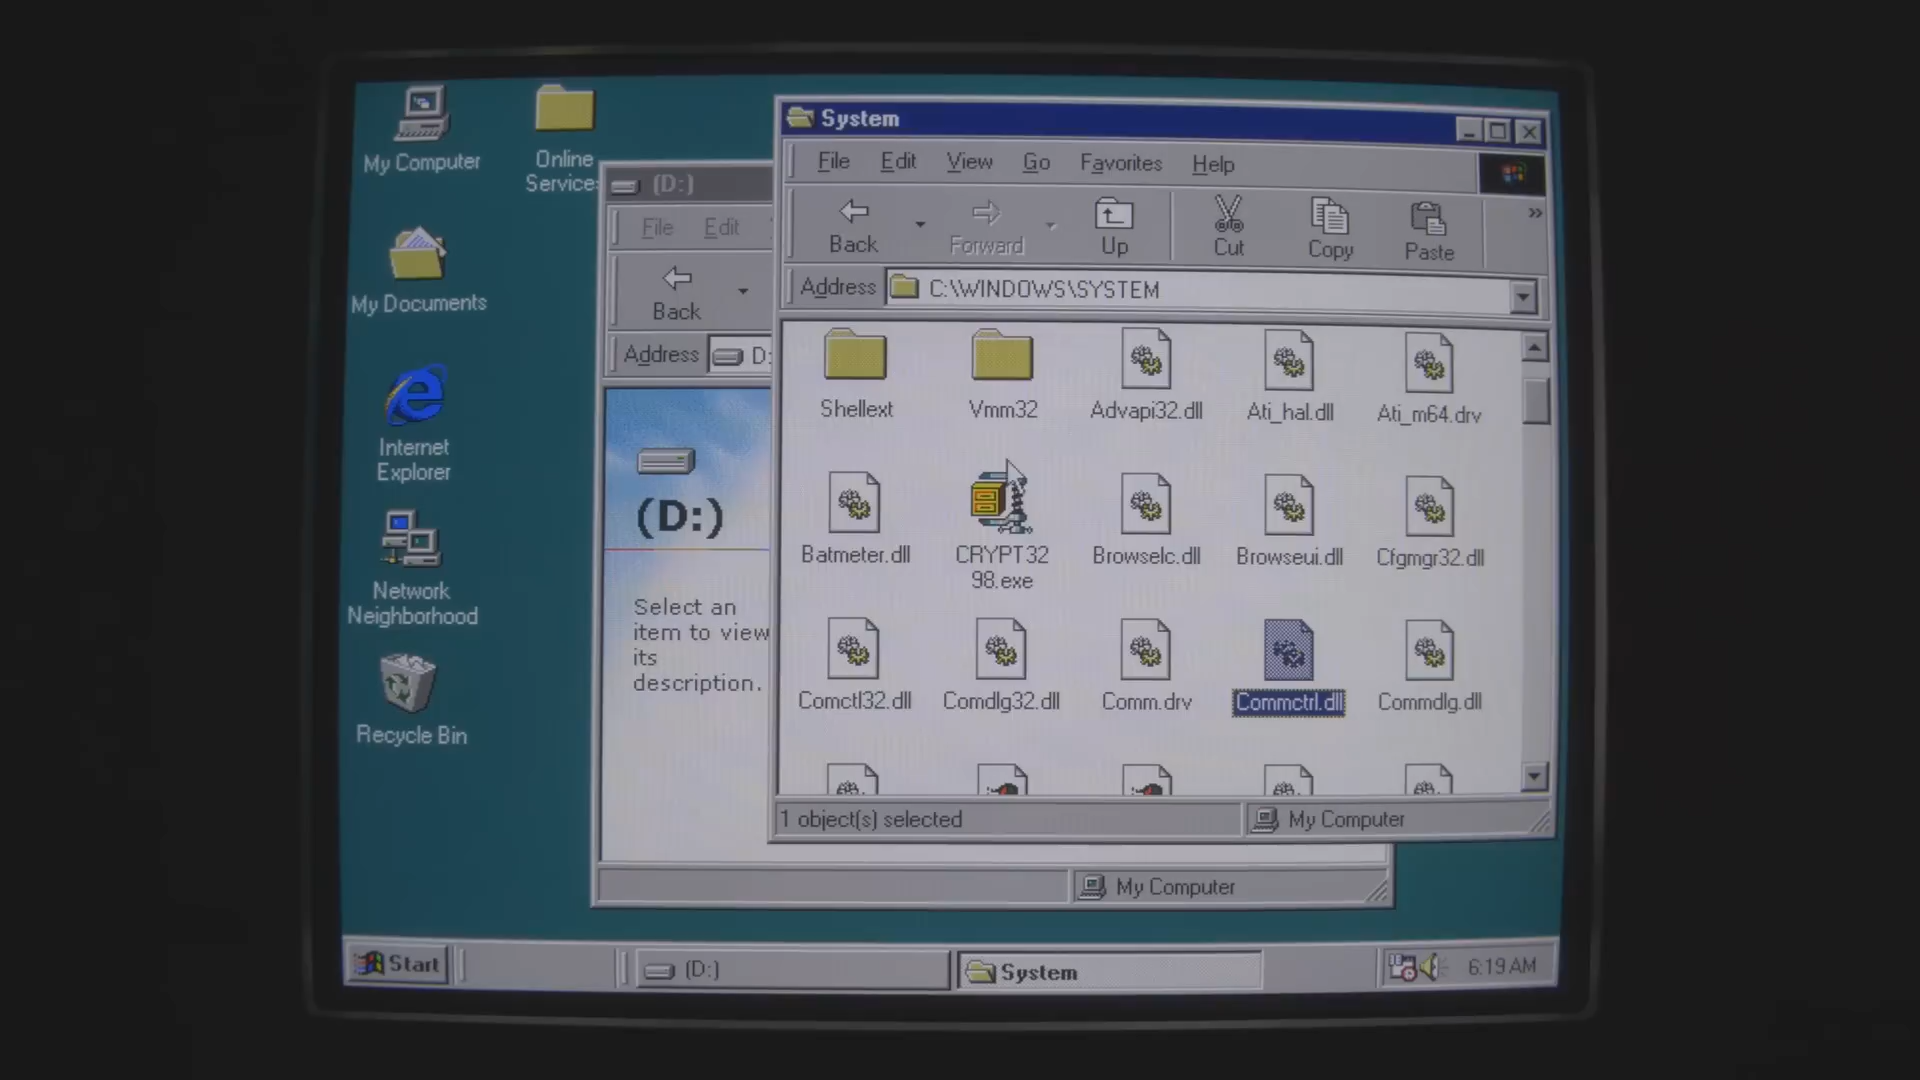 My Computer
Online
Services
My Documents
Internet
Explorer
Network
Neighborhood
Recycle Bin
(D:)
File Edit
Back
Address D:
(D:)
Select an
item to view
its
description.
My Computer
System
File Edit View Go Favorites Help
Back Forward Up Cut Copy Paste »
Address C:\WINDOWS\SYSTEM
Shellext Vmm32 Advapi32.dll Ati_hal.dll Ati_m64.drv
Batmeter.dll CRYPT32 Browselc.dll Browseui.dll Cfgmgr32.dll
98.exe
Comctl32.dll Comdlg32.dll Comm.drv Commctrl.dll Commdlg.dll
1 object(s) selected My Computer
Start (D:) System 6:19 AM